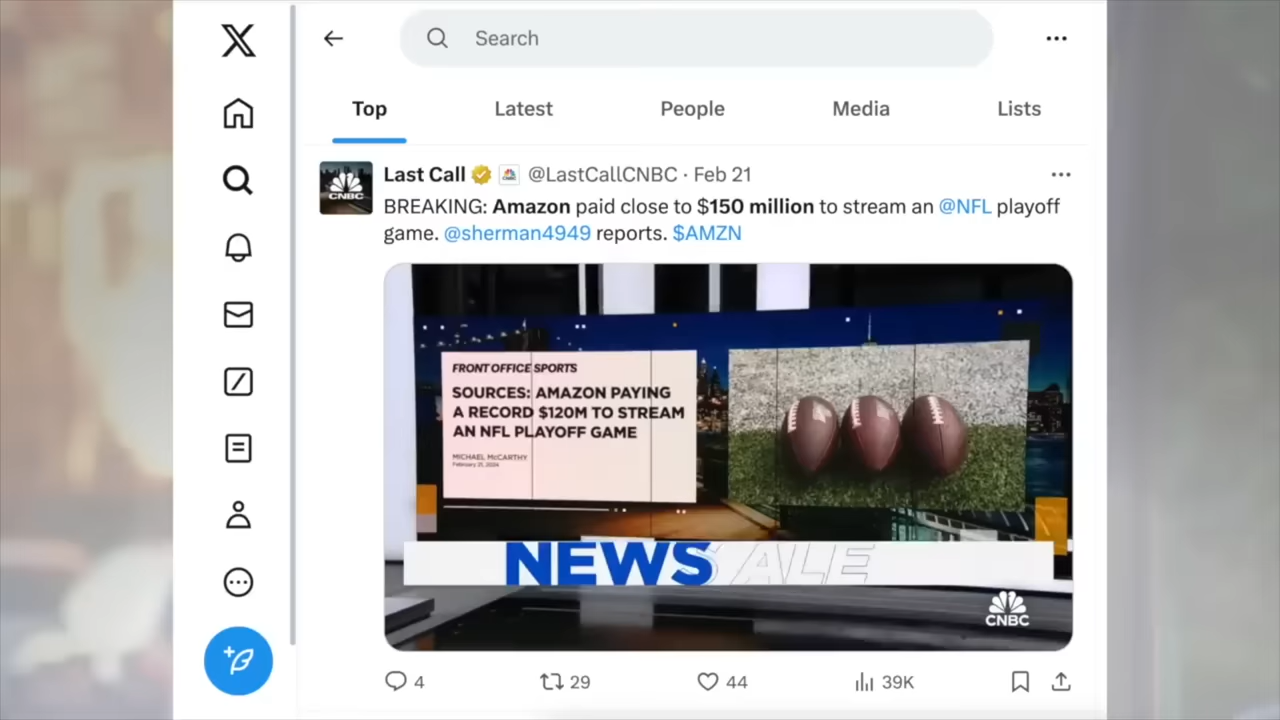 Search
Top
Latest
People
Media
Lists
CNBC
Last Call @LastCallCNBC · Feb 21
BREAKING: Amazon paid close to $150 million to stream an @NFL playoff
game. @sherman4949 reports. $AMZN
FRONT OFFICE SPORTS
SOURCES: AMAZON PAYING
A RECORD $120M TO STREAM
AN NFL PLAYOFF GAME
MICHAEL McCARTHY
February 21, 2024
NEWS ALE
CNBC
4
29
44
39K